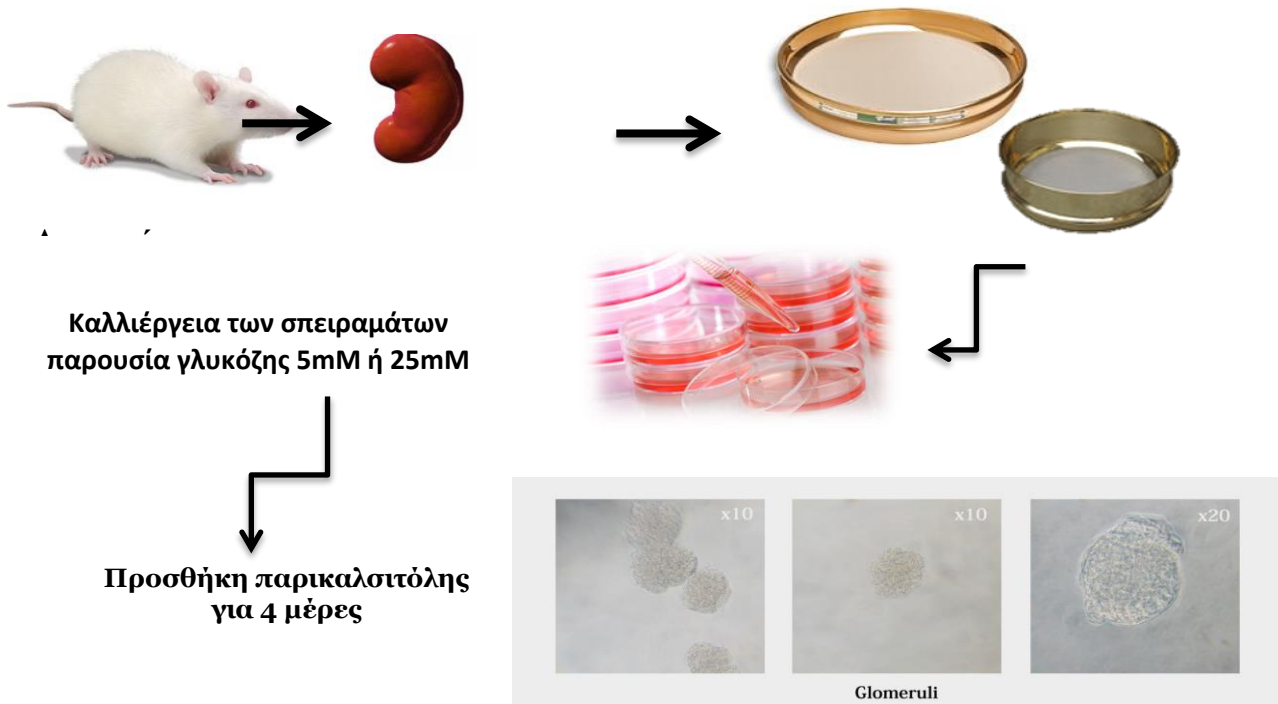 Καλλιέργεια των σπειραμάτων
παρουσία γλυκόζης 5mM ή 25mM
Προσθήκη παρικαλσιτόλης
για 4 μέρες
x10
x10
x20
Glomeruli